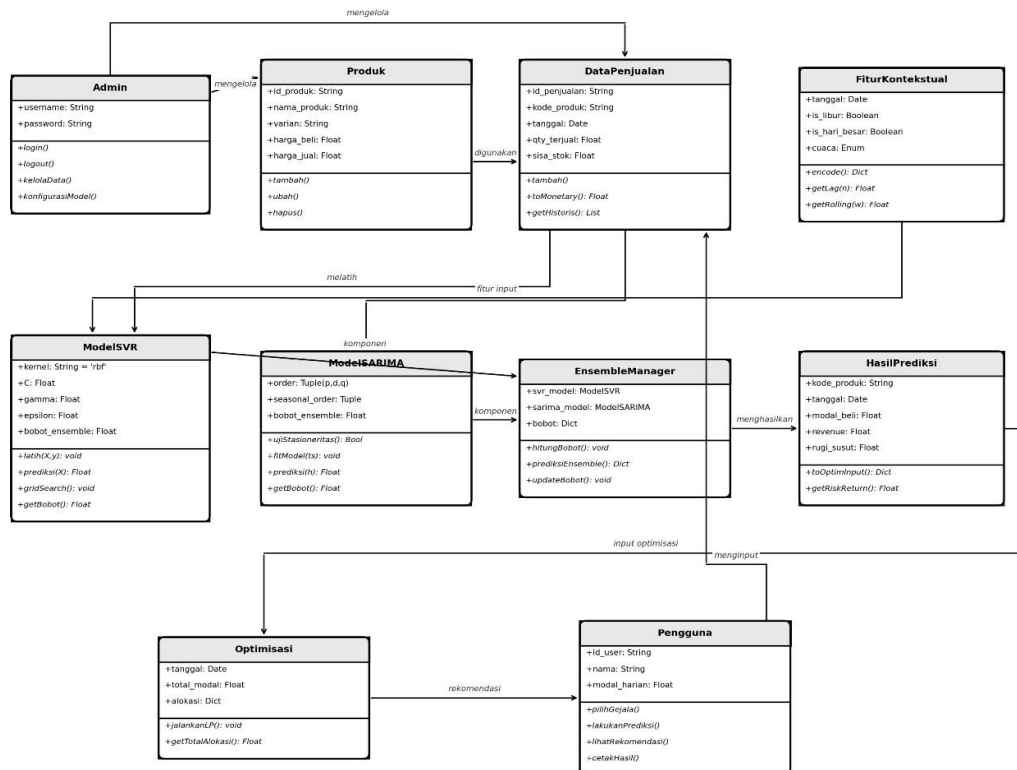 mengelola
Admin
+username: String
+password: String
+login()
+logout()
+kelolaData()
+konfigurasiModel()
mengelola
Produk
+id_produk: String
+nama_produk: String
+varian: String
+harga_beli: Float
+harga_jual: Float
+tambah()
+ubah()
+hapus()
digunakan
DataPenjualan
+id_penjualan: String
+kode_produk: String
+tanggal: Date
+qty_terjual: Float
+sisa_stok: Float
+tambah()
+toMonetary(): Float
+getHistoris(): List
FiturKontekstual
+tanggal: Date
+is_libur: Boolean
+is_hari_besar: Boolean
+cuaca: Enum
+encode(): Dict
+getLag(n): Float
+getRolling(w): Float
melatih
fitur input
ModelSVR
+kernel: String = 'rbf'
+C: Float
+gamma: Float
+epsilon: Float
+bobot_ensemble: Float
+latih(X,y): void
+prediksi(X): Float
+gridSearch(): void
+getBobot(): Float
komponen
ModelSARIMA
+order: Tuple(p,d,q)
+seasonal_order: Tuple
+bobot_ensemble: Float
+ujiStasioneritas(): Bool
+fitModel(ts): void
+prediksi(h): Float
+getBobot(): Float
komponen
EnsembleManager
+svr_model: ModelSVR
+sarima_model: ModelSARIMA
+bobot: Dict
+hitungBobot(): void
+prediksiEnsemble(): Dict
+updateBobot(): void
menghasilkan
HasilPrediksi
+kode_produk: String
+tanggal: Date
+modal_beli: Float
+revenue: Float
+rugi_susut: Float
+toOptimInput(): Dict
+getRiskReturn(): Float
input optimisasi
menginput
Optimisasi
+tanggal: Date
+total_modal: Float
+alokasi: Dict
+jalankanLP(): void
+getTotalAlokasi(): Float
rekomendasi
Pengguna
+id_user: String
+nama: String
+modal_harian: Float
+pilihGejala()
+lakukanPrediksi()
+lihatRekomendasi()
+cetakHasil()